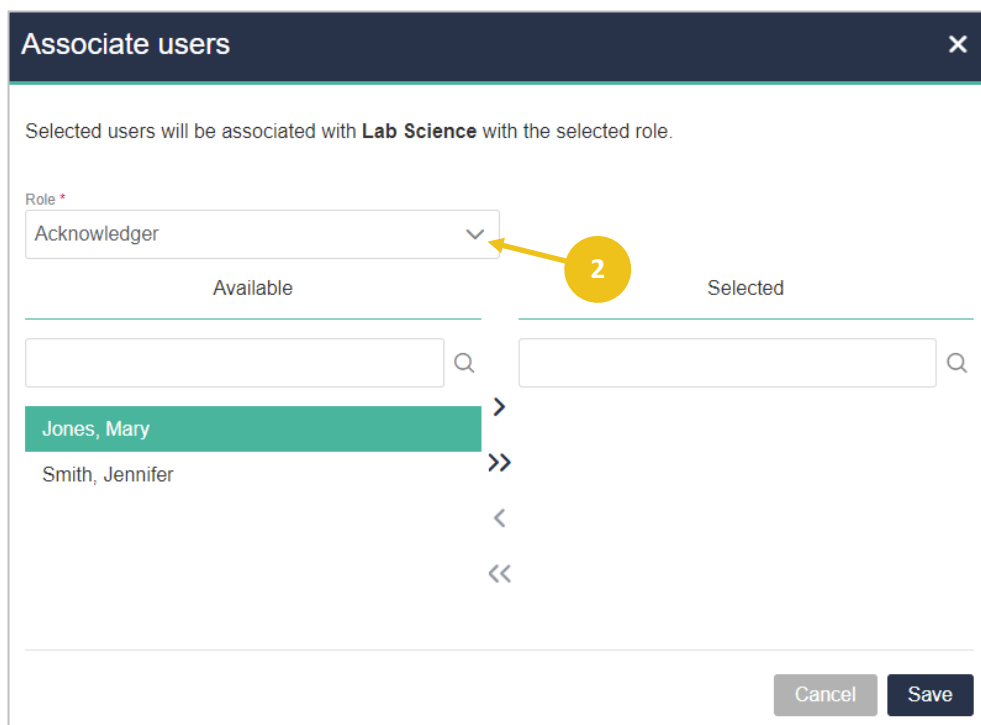 Associate users
Selected users will be associated with Lab Science with the selected role.
Role *
Acknowledger
2
Available
Selected
Jones, Mary
Smith, Jennifer
Cancel
Save